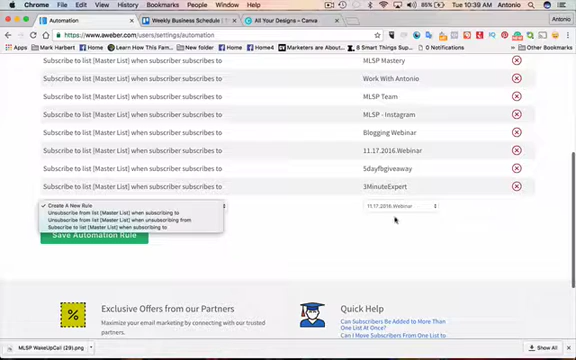 Chrome File Edit View History Bookmarks People Window Help 85% Tue 10:39 AM Antonio
Automation
Weekly Business Schedule |
All Your Designs – Canva
Antonio
https://www.aweber.com/users/settings/automation
Apps Mark Harbert Home New folder Home4 Marketers are Abou 8 Smart Things Sup 0 Notifications Other Bookmarks
Subscribe to list [Master List] when subscriber subscribes to MLSP Mastery
Subscribe to list [Master List] when subscriber subscribes to Work With Antonio
Subscribe to list [Master List] when subscriber subscribes to MLSP Team
Subscribe to list [Master List] when subscriber subscribes to MLSP - Instagram
Subscribe to list [Master List] when subscriber subscribes to Blogging Webinar
Subscribe to list [Master List] when subscriber subscribes to 11.17.2016.Webinar
Subscribe to list [Master List] when subscriber subscribes to 5dayfbgiveaway
Subscribe to list [Master List] when subscriber subscribes to 3MinuteExpert
✓ Create A New Rule 11.17.2016.Webinar
Unsubscribe from list [Master List] when subscribing to
Unsubscribe from list [Master List] when unsubscribing from
Subscribe to list [Master List] when subscribing to
Save Automation Rule
Exclusive Offers from our Partners
Maximize your email marketing by connecting with our trusted
partners.
Quick Help
Can Subscribers Be Added to More Than
One List At Once?
Can I Move Subscribers From One List to
MLSP WakeUpCall (29).png
Show All